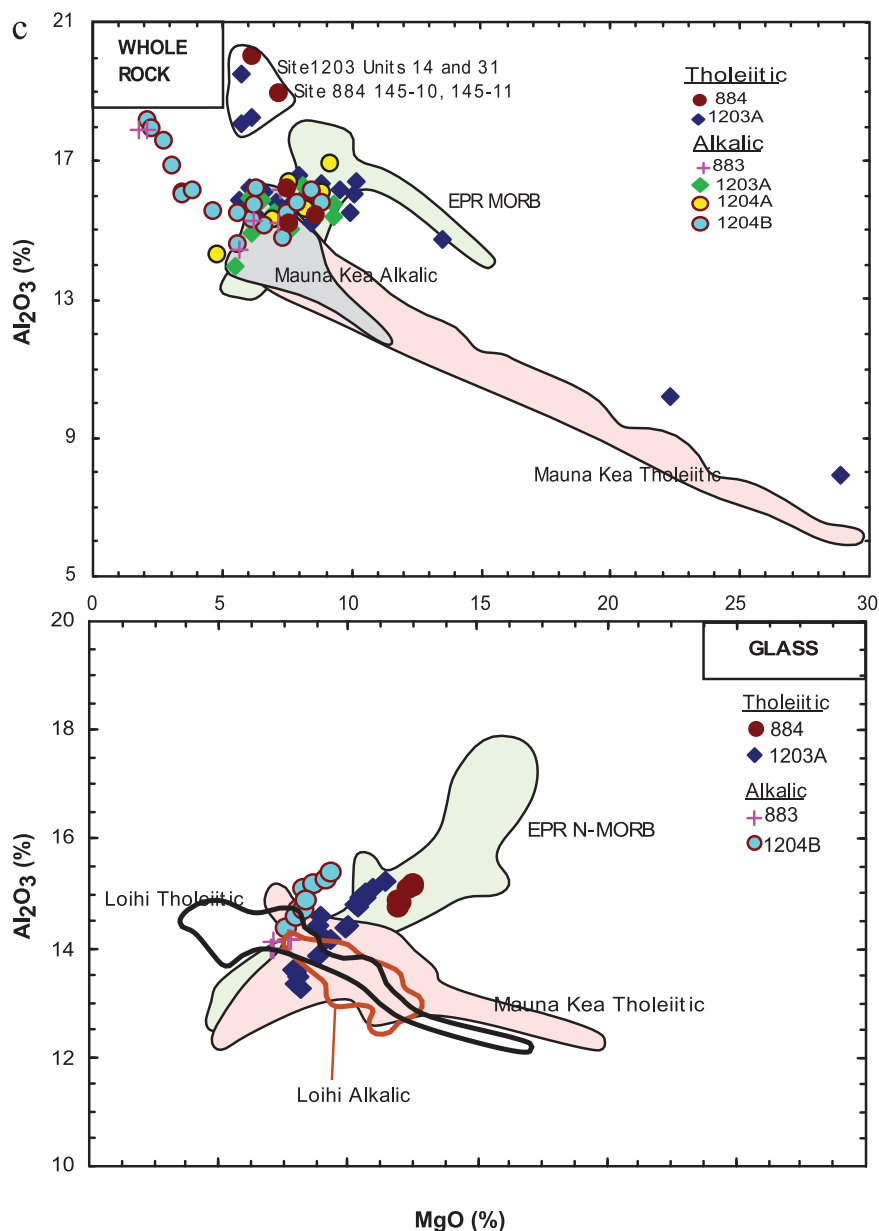 c
WHOLE
ROCK
Site1203 Units 14 and 31
Site 884 145-10, 145-11
Tholeiitic
884
1203A
Alkalic
883
1203A
1204A
1204B
EPR MORB
Mauna Kea Alkalic
Mauna Kea Tholeiitic
Al2O3 (%)
21
17
13
9
5
0 5 10 15 20 25 30
GLASS
Tholeiitic
884
1203A
Alkalic
883
1204B
EPR N-MORB
Loihi Tholeiitic
Mauna Kea Tholeiitic
Loihi Alkalic
Al2O3 (%)
20
18
16
14
12
10
MgO (%)